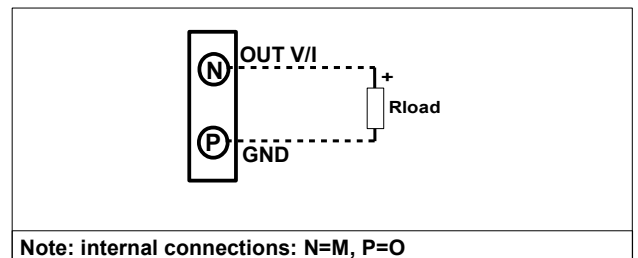 N OUT V/I
+
Rload
P GND
Note: internal connections: N=M, P=O